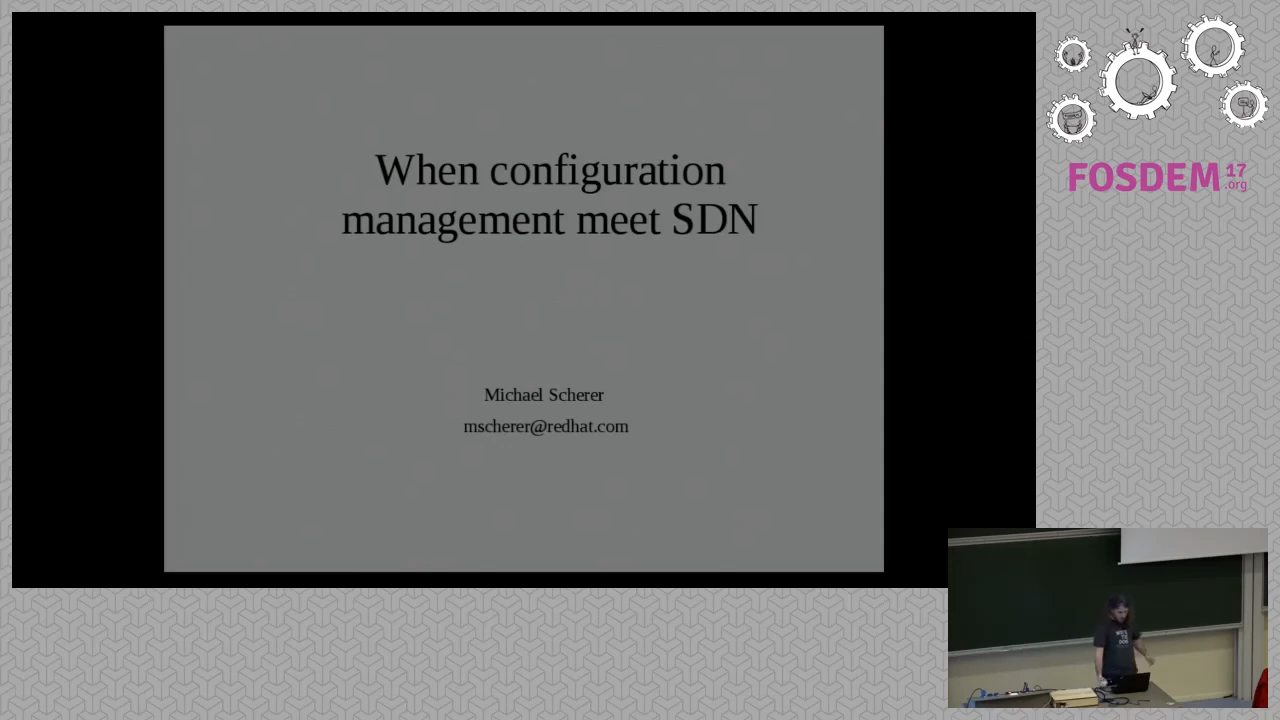 When configuration
management meet SDN
Michael Scherer
mscherer@redhat.com
FOSDEM 17
.org